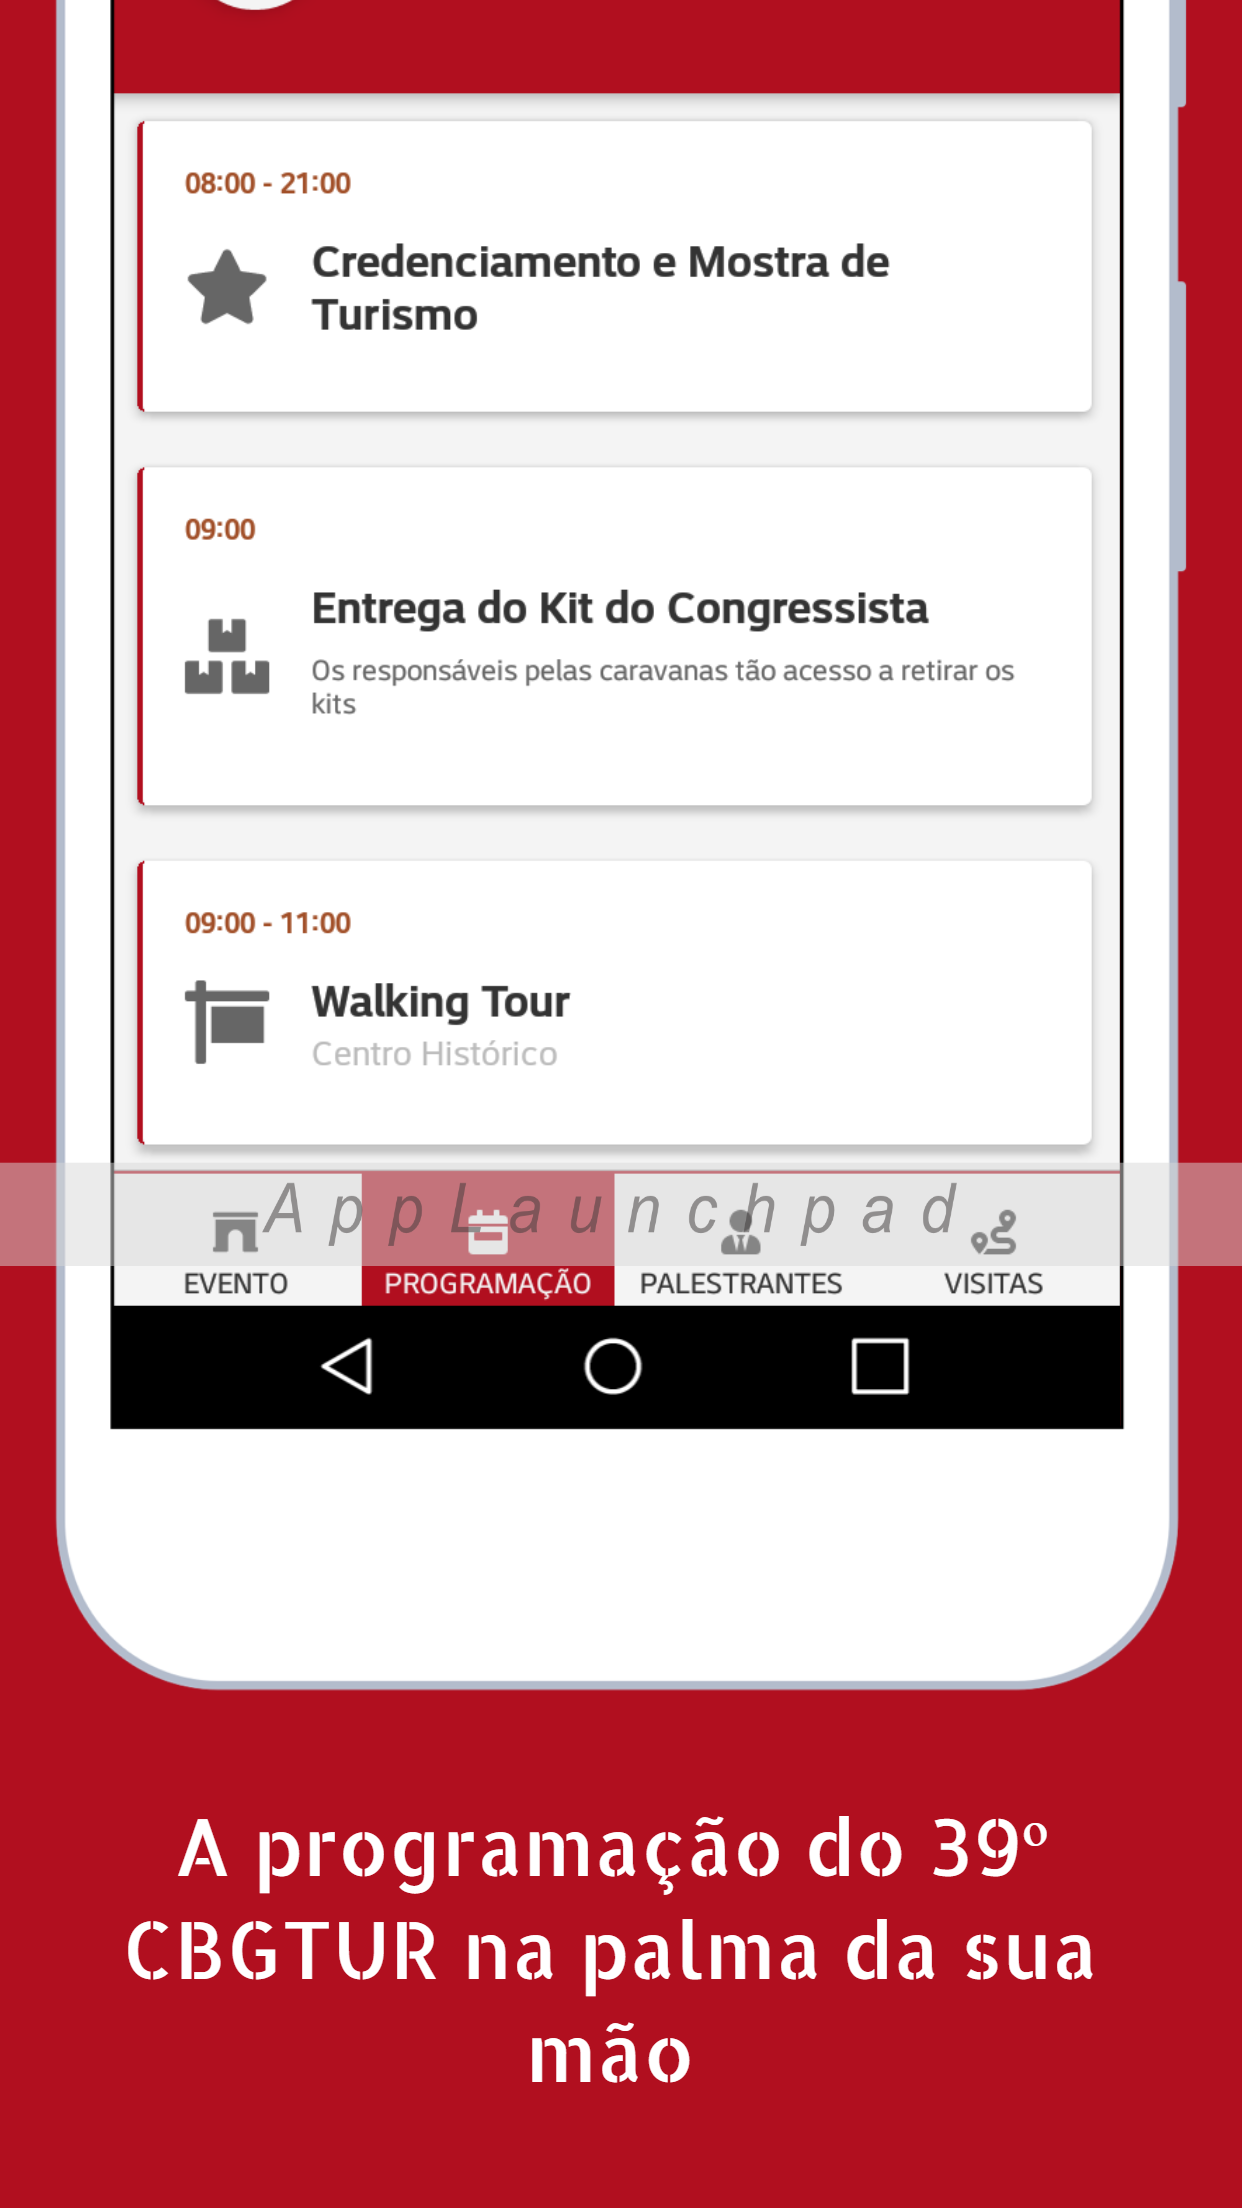 08:00 - 21:00
Credenciamento e Mostra de
Turismo
09:00
Entrega do Kit do Congressista
Os responsáveis pelas caravanas tão acesso a retirar os
kits
09:00 - 11:00
Walking Tour
Centro Histórico
AppLaunchpad
EVENTO PROGRAMAÇÃO PALESTRANTES VISITAS
A programação do 39º
CBGTUR na palma da sua
mão